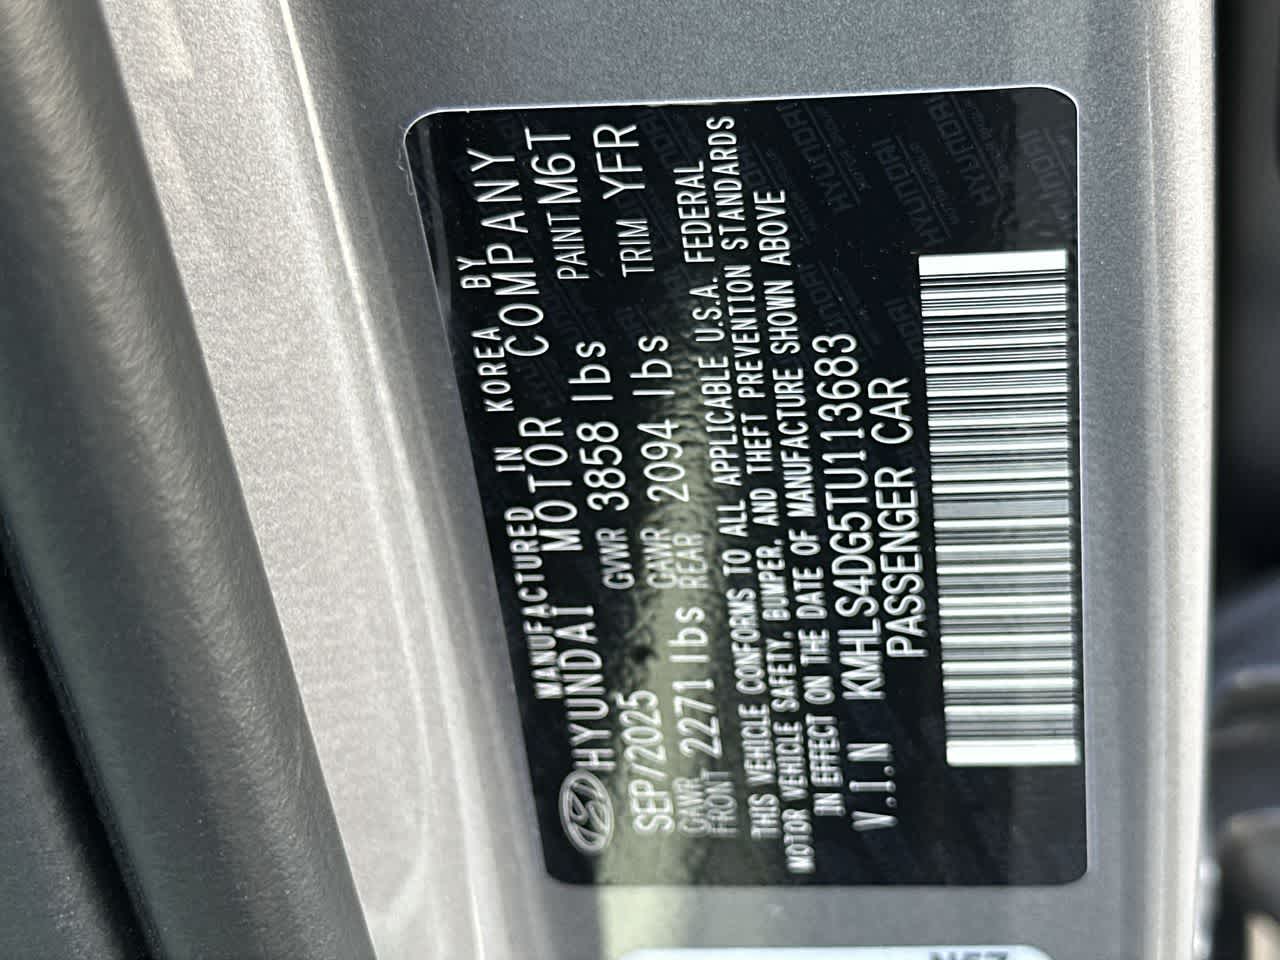 MANUFACTURED IN KOREA BY
HYUNDAI MOTOR COMPANY
SEP/2025 GVWR 3858 lbs PAINT M6T
GAWR FRONT 2271 lbs GAWR REAR 2094 lbs TRIM YFR
THIS VEHICLE CONFORMS TO ALL APPLICABLE U.S.A. FEDERAL
MOTOR VEHICLE SAFETY, BUMPER, AND THEFT PREVENTION STANDARDS
IN EFFECT ON THE DATE OF MANUFACTURE SHOWN ABOVE
V.I.N KMHLS4DG5TU113683
PASSENGER CAR